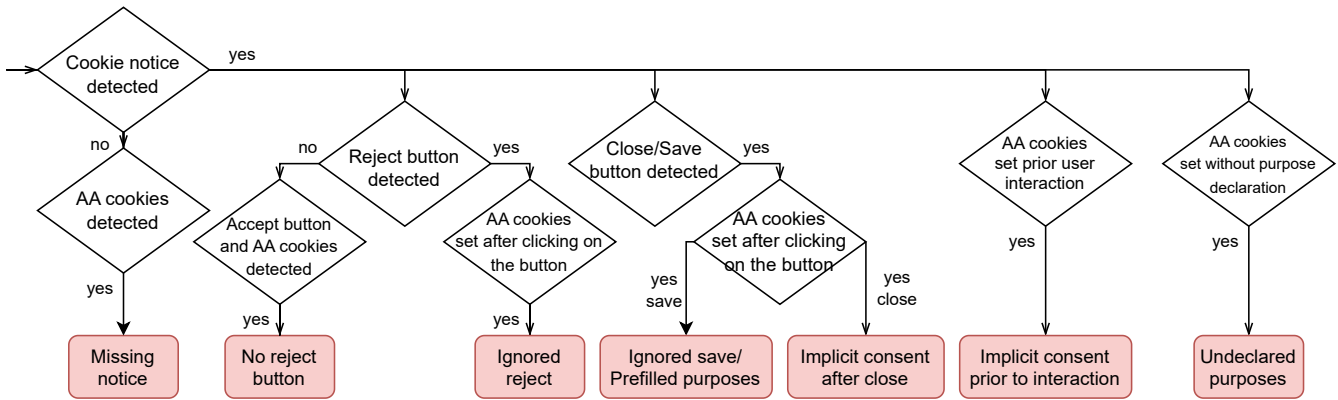 Cookie notice
detected
yes
no
AA cookies
detected
yes
Missing
notice
no
Reject button
detected
yes
Accept button
and AA cookies
detected
yes
No reject
button
AA cookies
set after clicking on
the button
yes
Ignored
reject
Close/Save
button detected
yes
AA cookies
set after clicking
on the button
yes
save
yes
close
Ignored save/
Prefilled purposes
Implicit consent
after close
AA cookies
set prior user
interaction
yes
Implicit consent
prior to interaction
AA cookies
set without purpose
declaration
yes
Undeclared
purposes